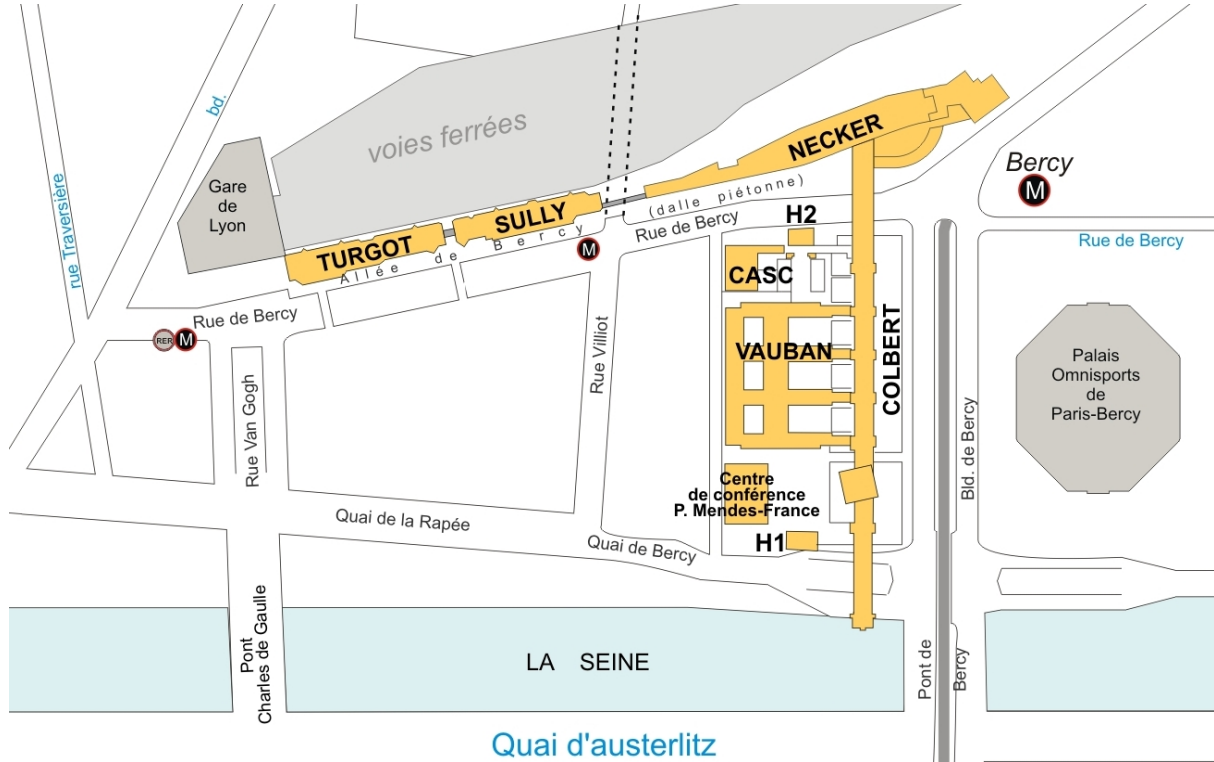 bd.
voies ferrées
NECKER
Bercy
M
rue Traversière
Gare
de
Lyon
(dalle piétonne)
H2
SULLY
Rue de Bercy
M
Rue de Bercy
TURGOT
Allée de Bercy
CASC
Rue de Bercy
RER M
Rue Villiot
VAUBAN
COLBERT
Palais
Omnisports
de
Paris-Bercy
Rue Van Gogh
Bld. de Bercy
Centre
de conférence
P. Mendes-France
Quai de la Rapée
Quai de Bercy
H1
Pont
Charles de Gaulle
LA SEINE
Pont de
Bercy
Quai d'austerlitz